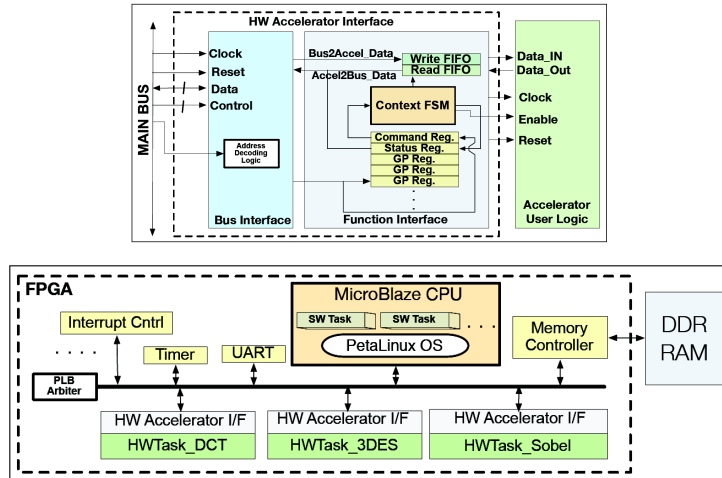 HW Accelerator Interface
MAIN BUS
Clock
Reset
Data
Control
Address
Decoding
Logic
Bus Interface
Bus2Accel_Data
Accel2Bus_Data
Write FIFO
Read FIFO
Context FSM
Command Reg.
Status Reg.
GP Reg.
GP Reg.
GP Reg.
Function Interface
Data_IN
Data_Out
Clock
Enable
Reset
Accelerator
User Logic
FPGA
Interrupt Cntrl
Timer
UART
MicroBlaze CPU
SW Task
SW Task
PetaLinux OS
Memory
Controller
DDR
RAM
PLB
Arbiter
HW Accelerator I/F
HWTask_DCT
HW Accelerator I/F
HWTask_3DES
HW Accelerator I/F
HWTask_Sobel